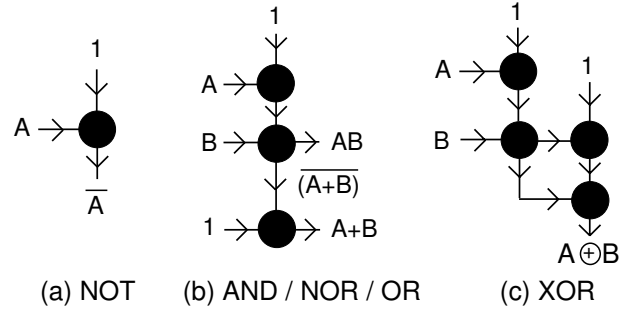 1
A
A̅
(a) NOT
1
A
B
AB
(A+B)̅
1
A+B
(b) AND / NOR / OR
1
A
1
B
A⊕B
(c) XOR